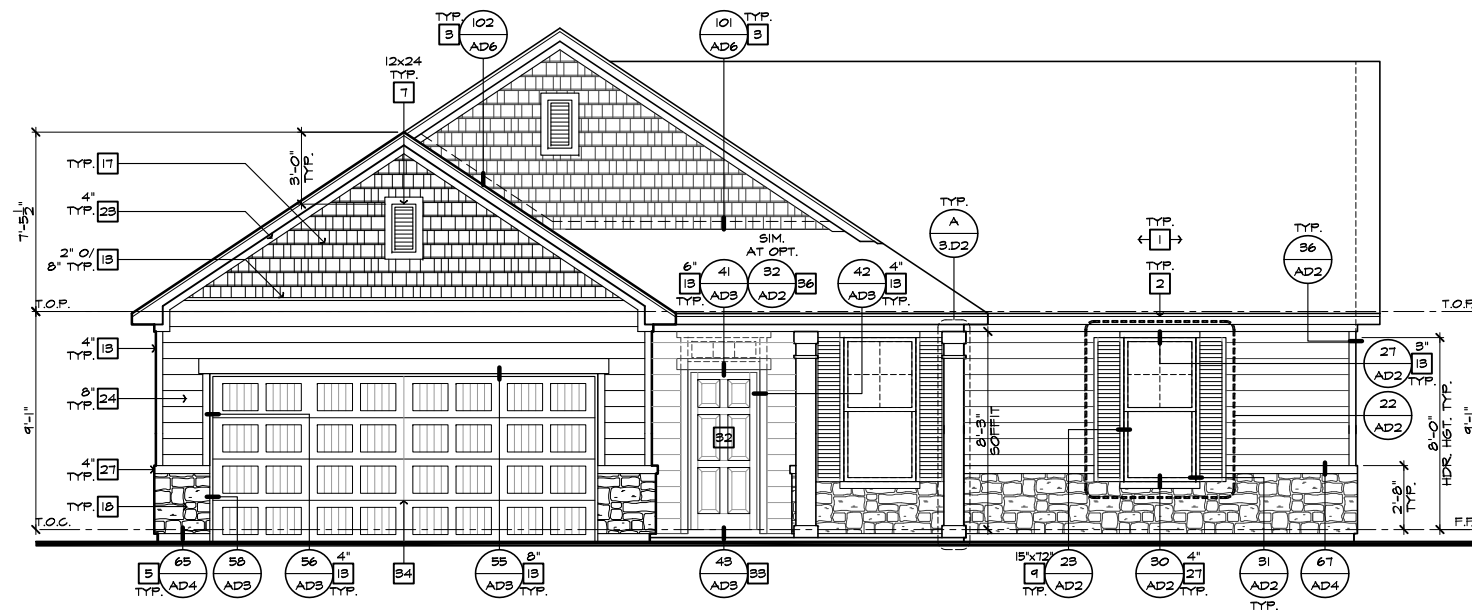 TYP.
3
102
AD6
101
AD6
TYP.
3
12x24
TYP.
7
TYP. 17
3'-0"
TYP.
7'-5½"
4"
TYP. 23
2" O/
8" TYP. 13
TYP.
A
3.D2
TYP.
1
TYP.
2
TYP.
36
AD2
SIM.
AT OPT.
6"
13
TYP.
41
AD3
32
AD2
36
42
AD3
4"
13
TYP.
T.O.P.
T.O.P.
4"
TYP. 13
27
AD2
3"
13
TYP.
8"
TYP. 24
22
AD2
9'-1"
32
8'-3"
SOFFIT
8'-0"
HDR. HGT. TYP.
9'-1"
4"
TYP. 27
2'-8"
TYP.
TYP. 18
T.O.C.
F.F.
5
TYP.
65
AD4
58
AD3
56
AD3
4"
13
TYP.
34
55
AD3
8"
13
TYP.
43
AD3
33
15"x72"
9
TYP.
23
AD2
30
AD2
4"
27
TYP.
31
AD2
TYP.
67
AD4